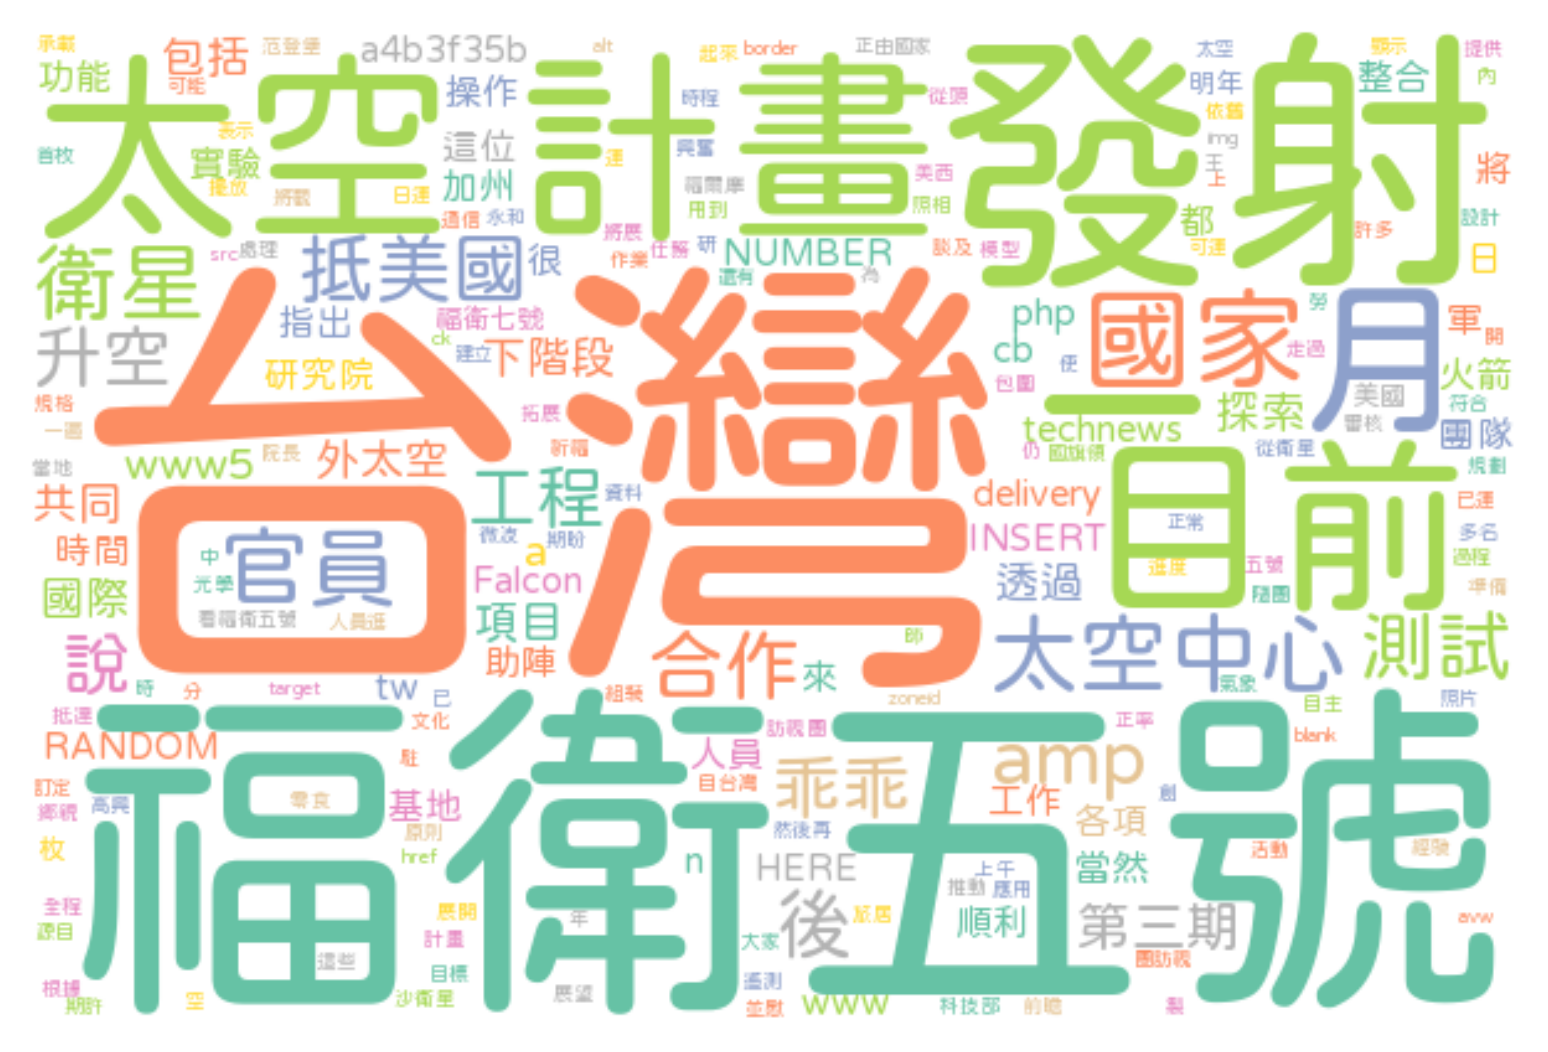 承載 包括 范登堡 a4b3f35b alt 起來 border 正由國家 太空 顯示 提供
功能 可能 操作 時程 從頭 明年 整合 內
太空計畫發射
表示 依舊
首枚 實驗 這位 運 興奮 img 將
播放 將觀 日運 加州 福爾摩 美西 王 上
通信 永和 用到 照相 都 許多 設計
衛星 src 處理 抵美國 很 將展 作業 任務 研 NUMBER 談及 模型 可運 日
還有 為
升空 指出 福衛七號 php 國家 月 勞 軍 開
ck 建立 下階段 cb 便 走過 火箭
研究院 台灣 包圍 美國 符合
規格 一 探索 審核
一週 拓展 technews 團隊
當地 www5 院長 外太空 新福 仍 國旗領 從衛星 規劃
共同 工程 資料 delivery 目前 已運
時間 中 官員 微波 a 期盼 INSERT 正常 多名
光學 Falcon 進度 五號 過程
國際 看福衛五號 人員逛 項目 透過 隨團 準備
說 助陣 合作 來 師 太空中心 測試
時 分 target tw 已 組裝 zoneid 氣象 自主 照片
抵達 文化 訪視團 正寧
RANDOM 駐 人員 amp blank
訂定 福衛五號 自台灣 乖乖
鄉親 高興 零食 基地 工作 創
枚 原則 然後再 各項 活動 經驗
href n HERE 上午 當然
全程 展開 年 後 旅居 推動 應用 第三期 avw
源自 計畫 大家 順利
這些 目標 遙測 團訪視
根據 空 沙衛星 展望 並慰 www 科技部 前瞻 製
期許